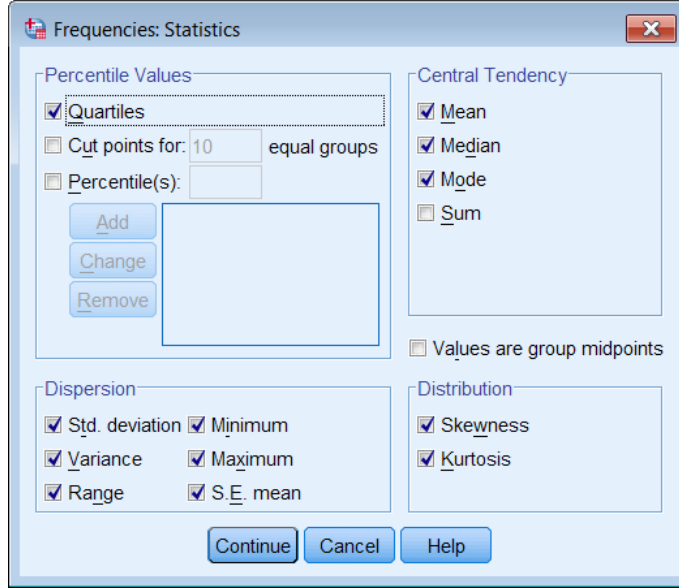 Frequencies: Statistics
Percentile Values
Quartiles
Cut points for: 10 equal groups
Percentile(s):
Add
Change
Remove
Central Tendency
Mean
Median
Mode
Sum
Values are group midpoints
Dispersion
Std. deviation Minimum
Variance Maximum
Range S.E. mean
Distribution
Skewness
Kurtosis
Continue Cancel Help